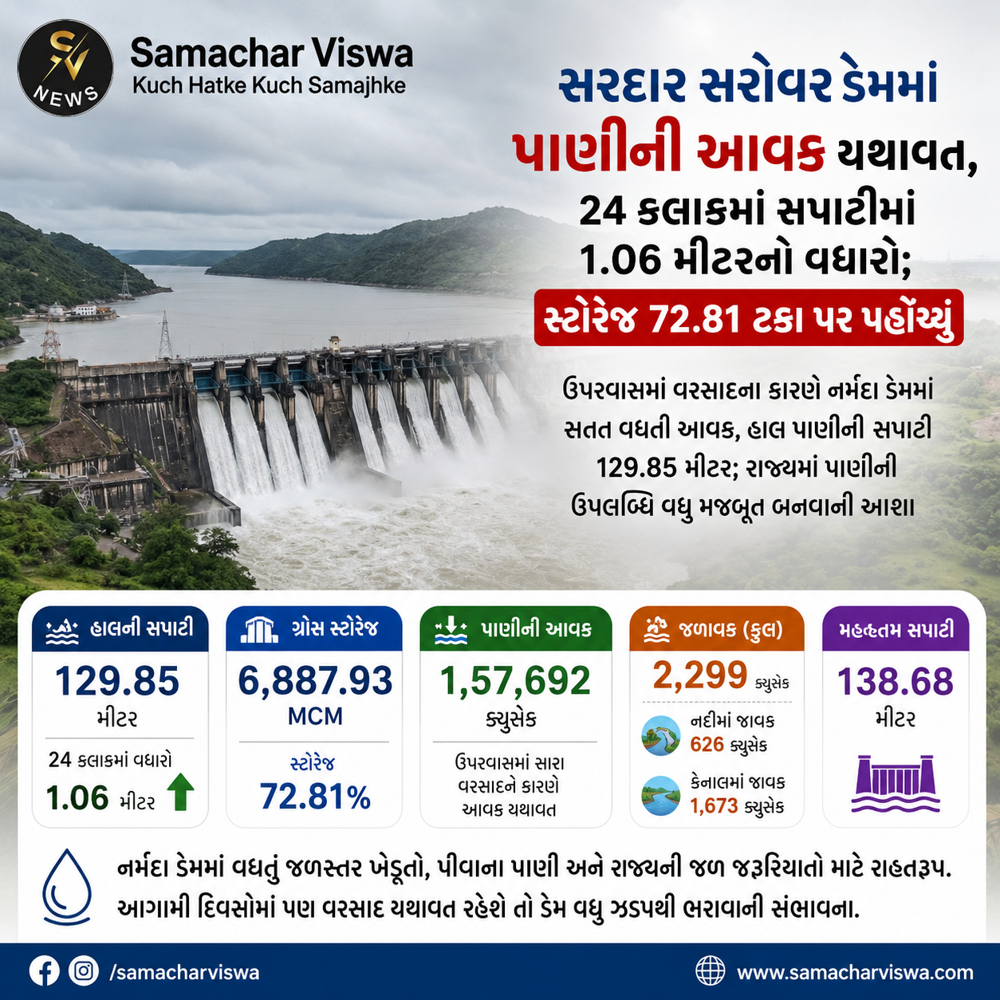 SV
NEWS
Samachar Viswa
Kuch Hatke Kuch Samajhke
સરદાર સરોવર ડેમમાં
પાણીની આવક યથાવત,
24 કલાકમાં સપાટીમાં
1.06 મીટરનો વધારો;
સ્ટોરેજ 72.81 ટકા પર પહોંચ્યું
ઉપરવાસમાં વરસાદના કારણે નર્મદા ડેમમાં
સતત વધતી આવક, હાલ પાણીની સપાટી
129.85 મીટર; રાજ્યમાં પાણીની
ઉપલબ્ધિ વધુ મજબૂત બનવાની આશા
હાલની સપાટી
129.85
મીટર
24 કલાકમાં વધારો
1.06 મીટર
ગ્રોસ સ્ટોરેજ
6,887.93
MCM
સ્ટોરેજ
72.81%
પાણીની આવક
1,57,692
ક્યુસેક
ઉપરવાસમાં સારા
વરસાદને કારણે
આવક યથાવત
જળાવક (કુલ)
2,299 ક્યુસેક
નદીમાં જાવક
626 ક્યુસેક
કેનાલમાં જાવક
1,673 ક્યુસેક
સપાટી
138.68
મીટર
નર્મદા ડેમમાં વધતું જળસ્તર ખેડૂતો, પીવાના પાણી અને રાજ્યની જળ જરૂરિયાતો માટે રાહતરૂપ.
આગામી દિવસોમાં પણ વરસાદ યથાવત રહેશે તો ડેમ વધુ ઝડપથી ભરાવાની સંભાવના.
/samacharviswa
www.samacharviswa.com